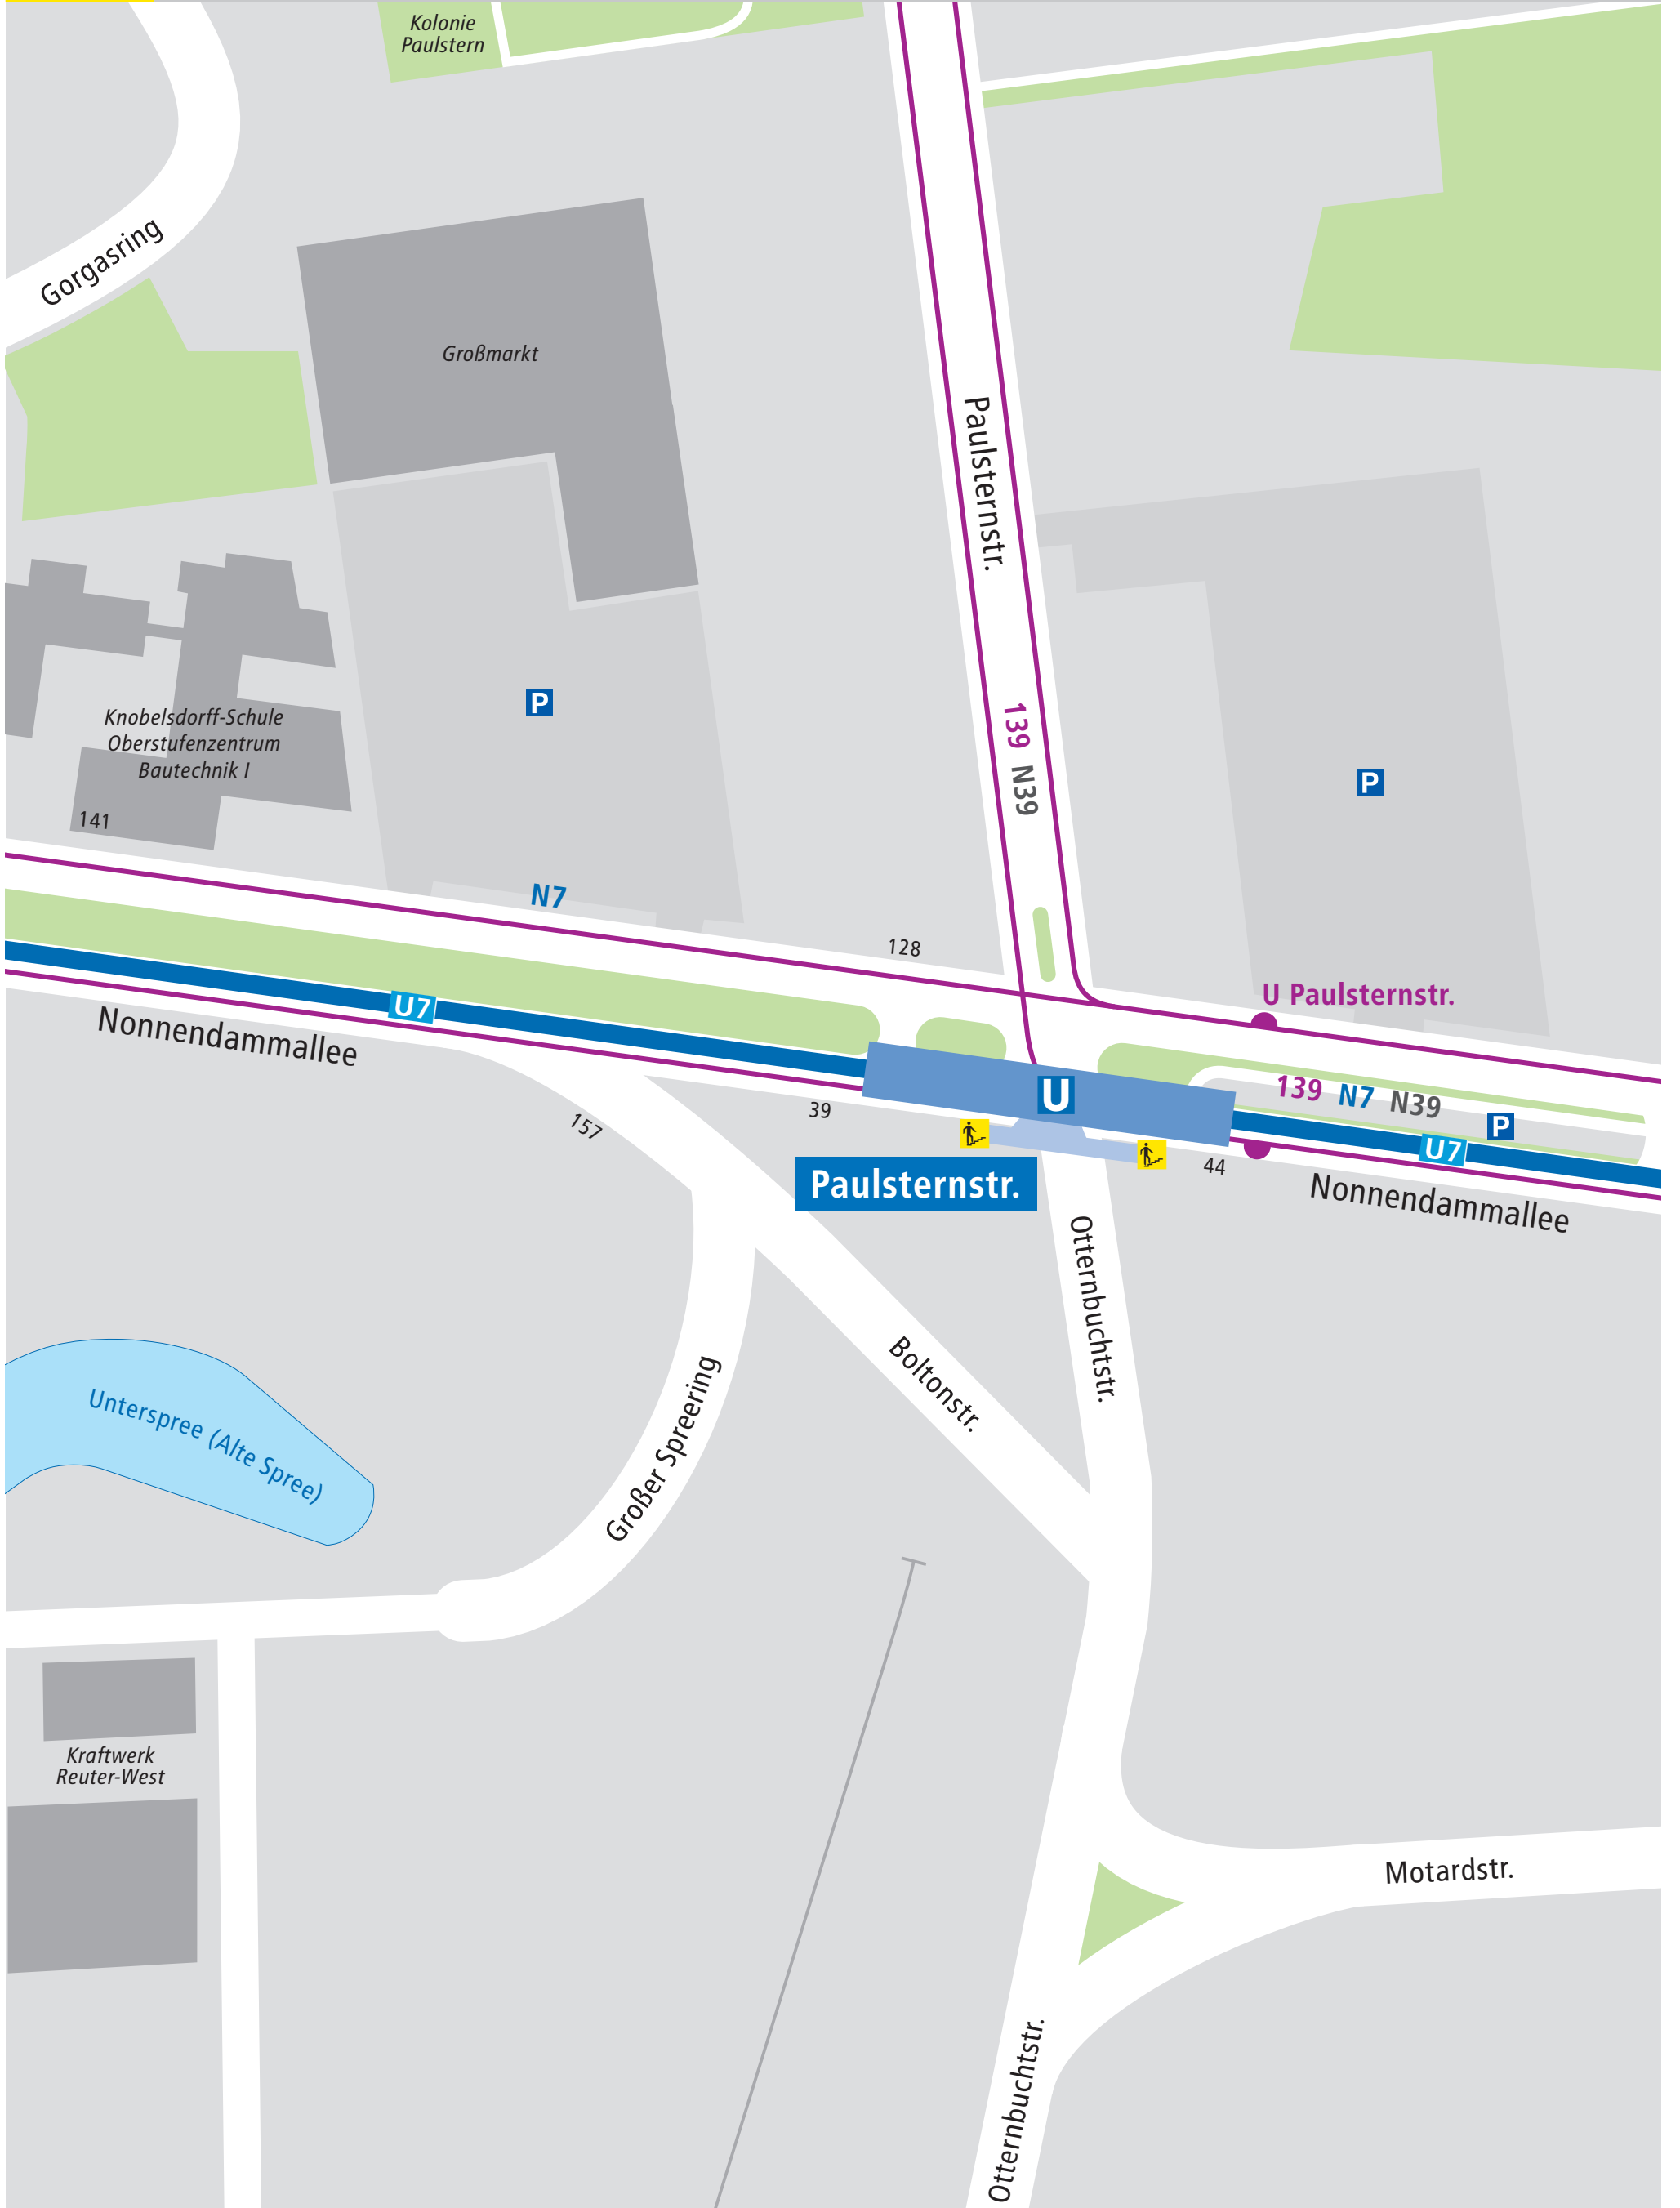 Kolonie
Paulstern
Gorgasring
Großmarkt
Paulsternstr.
P
139 N39
Knobelsdorff-Schule
Oberstufenzentrum
Bautechnik I
P
141
N7
128
U Paulsternstr.
U7
Nonnendammallee
U
139 N7 N39
39
157
P
U7
44
Paulsternstr.
Nonnendammallee
Otternbuchtstr.
Boltonstr.
Unterspree (Alte Spree)
Großer Spreering
Kraftwerk
Reuter-West
Motardstr.
Otternbuchtstr.